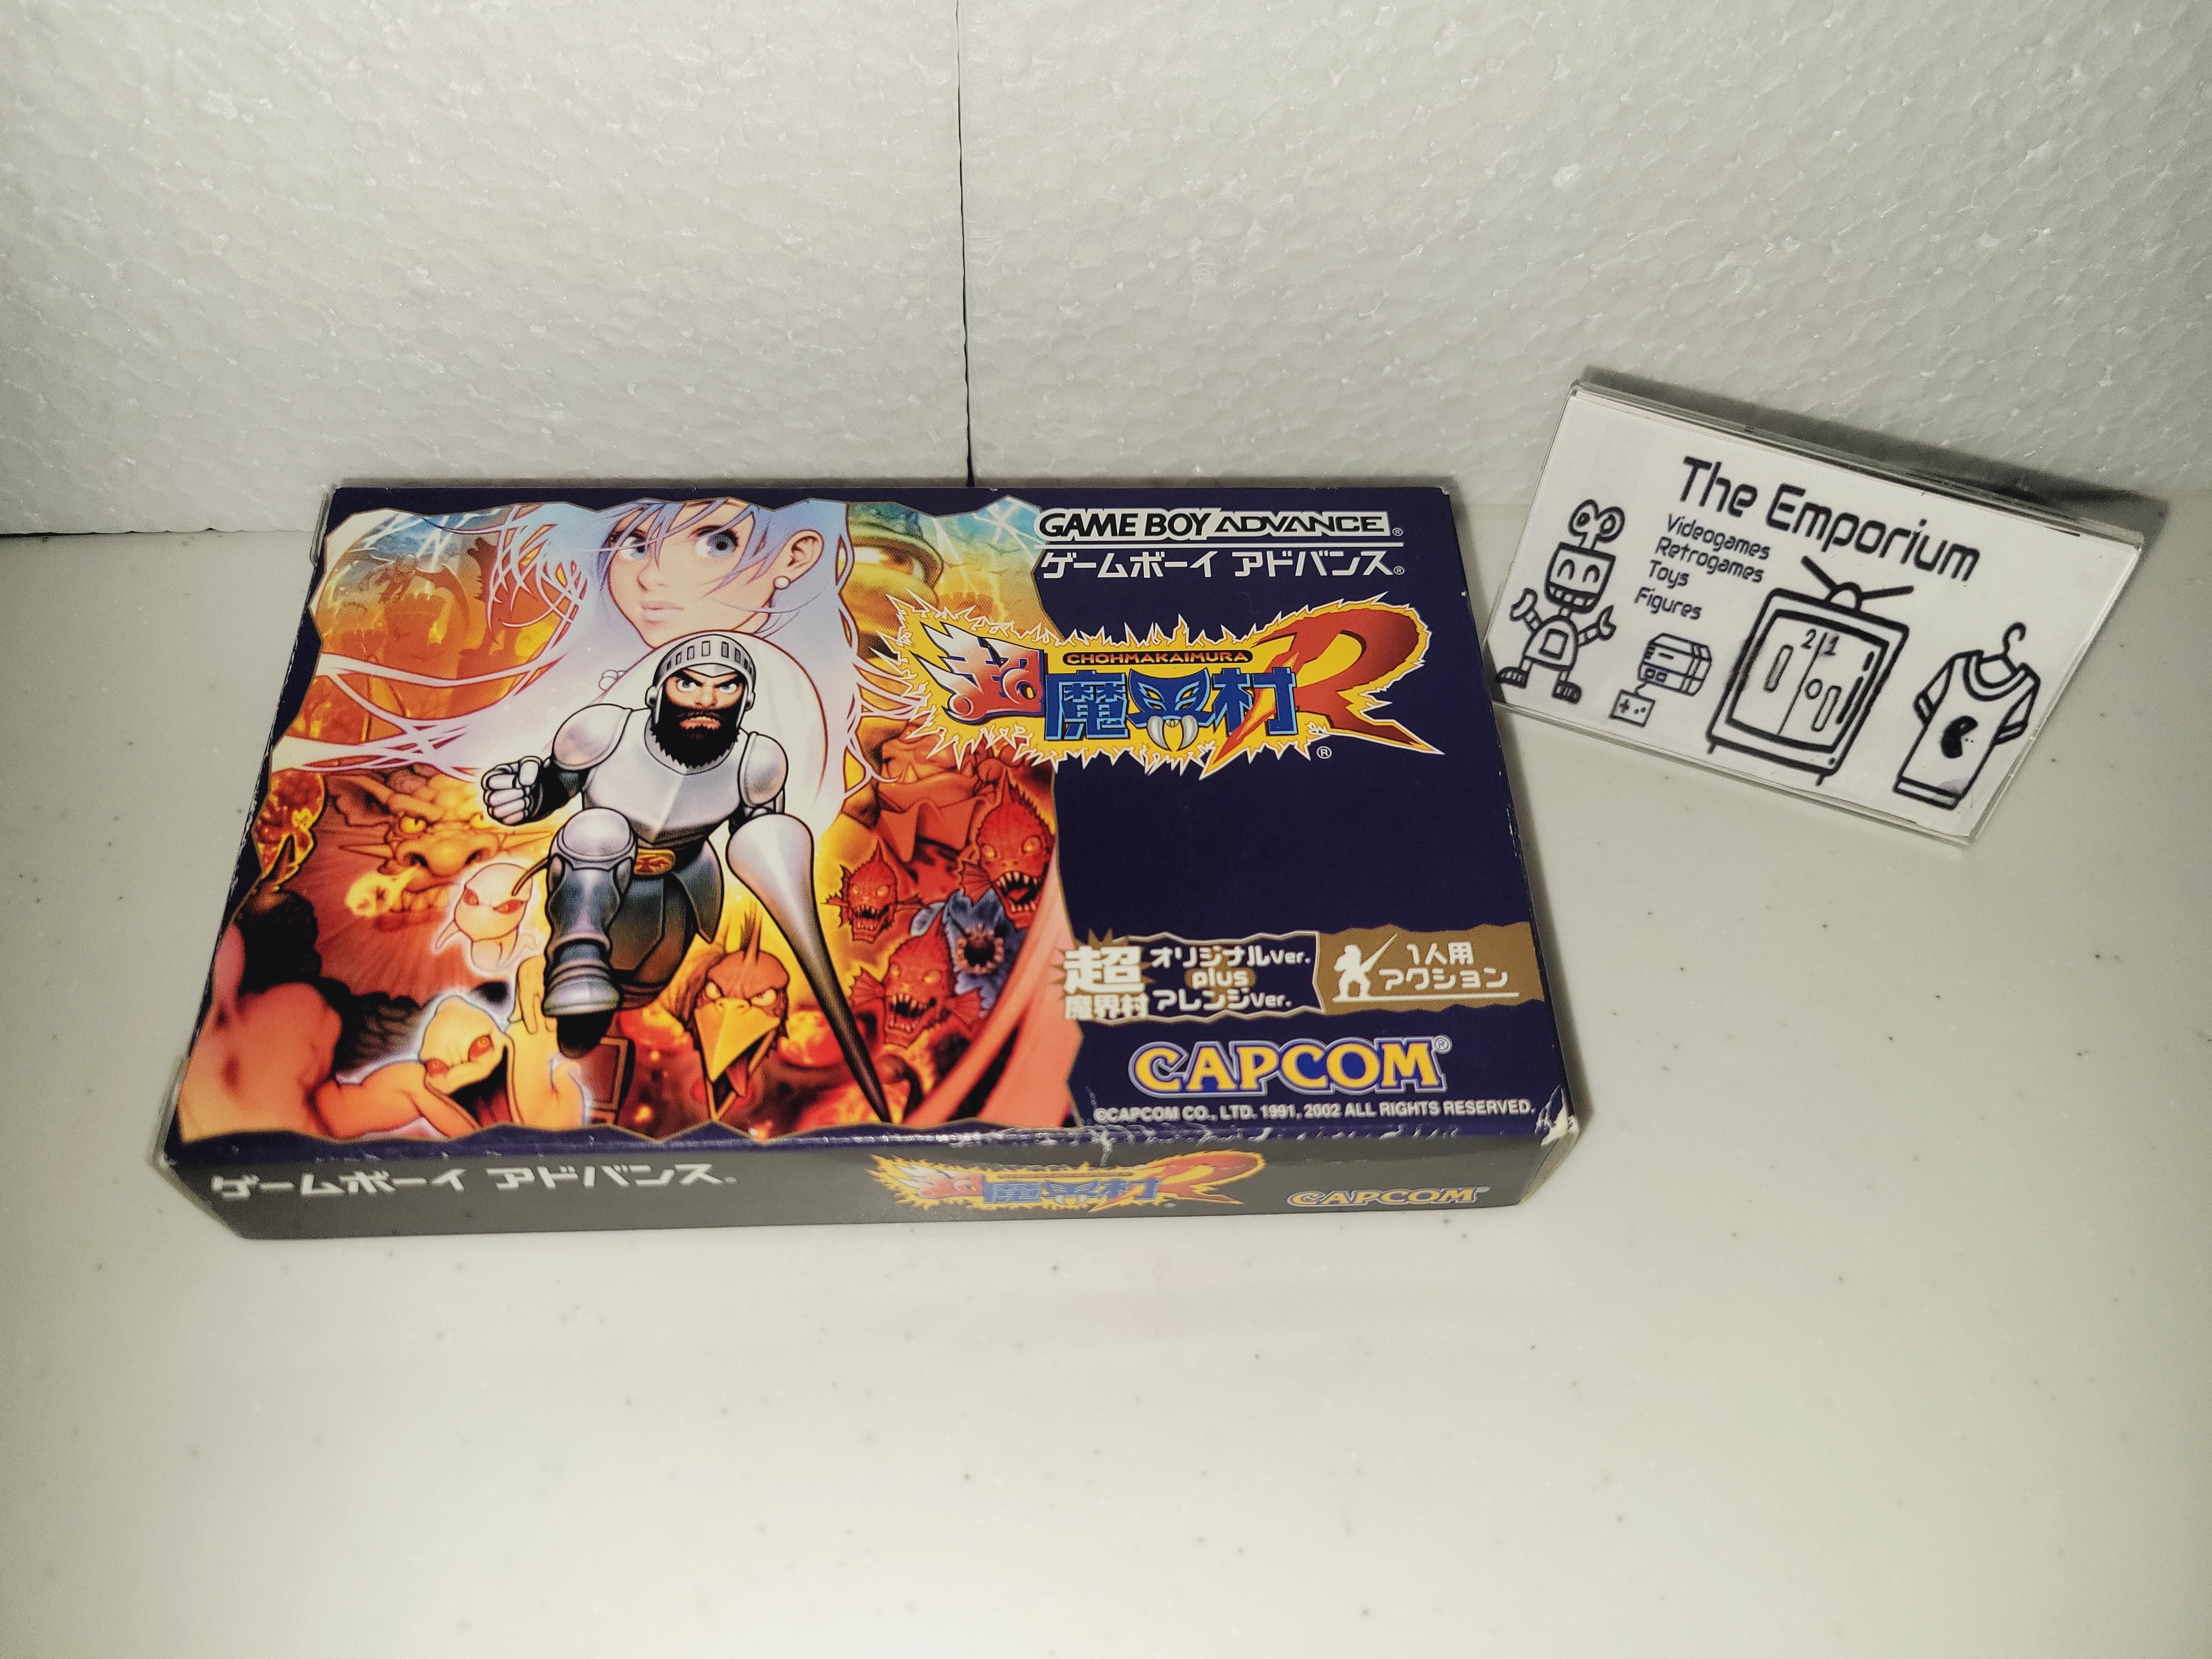 GAME BOY ADVANCE®
ゲームボーイ アドバンス®
CHOHMAKAIMURA
超魔界村R®
超魔界村
オリジナルVer.
plus
アレンジVer.
1人用
アクション
CAPCOM®
©CAPCOM CO., LTD. 1991, 2002 ALL RIGHTS RESERVED.
ゲームボーイ アドバンス® 超魔界村R® CAPCOM®
The Emporium
Videogames
Retrogames
Toys
Figures
2 1